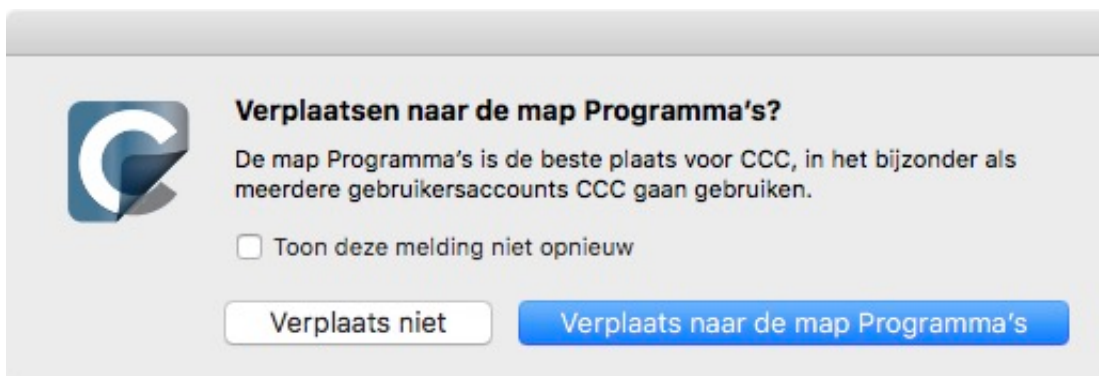 Verplaatsen naar de map Programma's?
De map Programma's is de beste plaats voor CCC, in het bijzonder als
meerdere gebruikersaccounts CCC gaan gebruiken.
Toon deze melding niet opnieuw
Verplaats niet
Verplaats naar de map Programma's